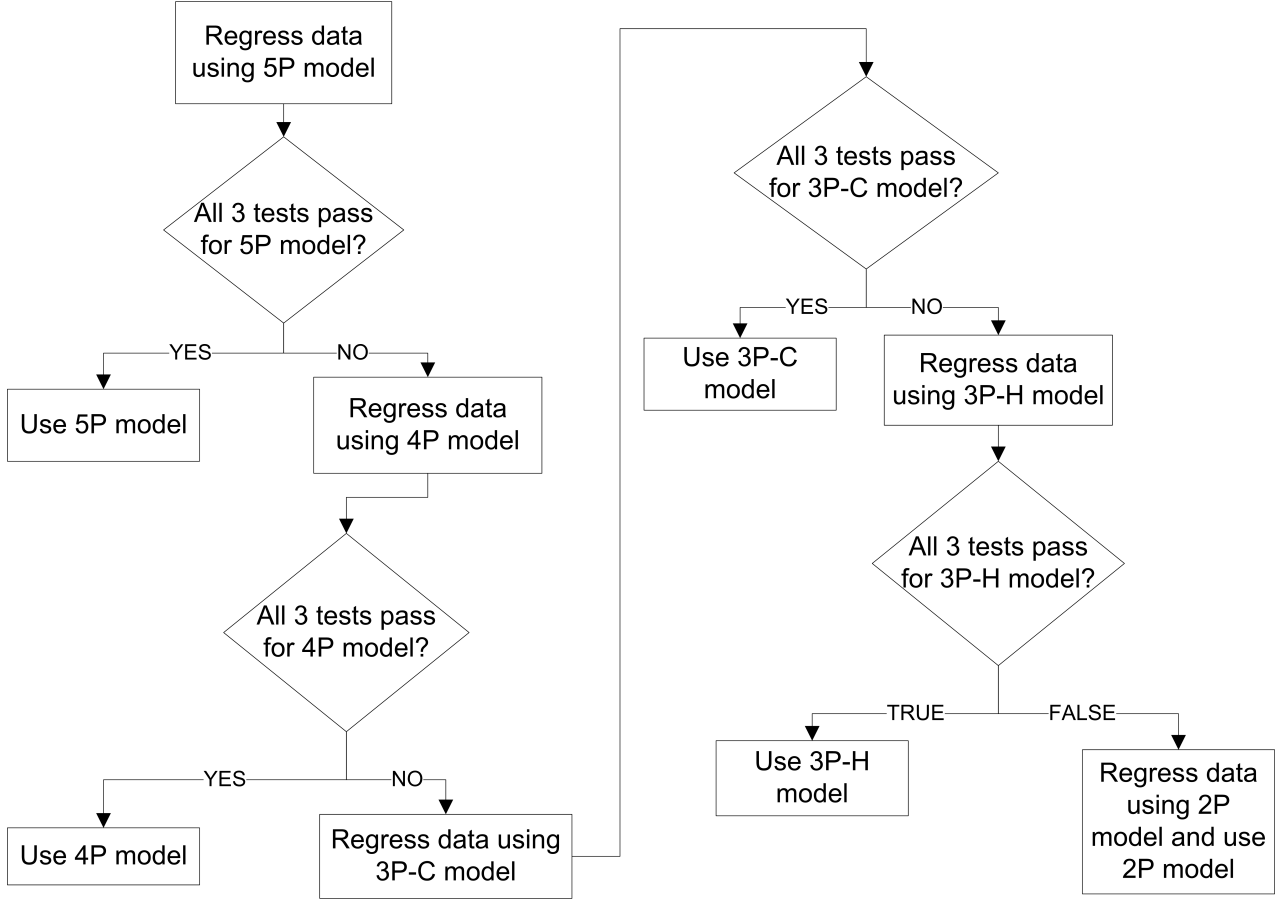 Regress data
using 5P model
All 3 tests pass
for 5P model?
YES
NO
Use 5P model
Regress data
using 4P model
All 3 tests pass
for 4P model?
YES
NO
Use 4P model
Regress data using
3P-C model
All 3 tests pass
for 3P-C model?
YES
NO
Use 3P-C
model
Regress data
using 3P-H model
All 3 tests pass
for 3P-H model?
TRUE
FALSE
Use 3P-H
model
Regress data
using 2P
model and use
2P model